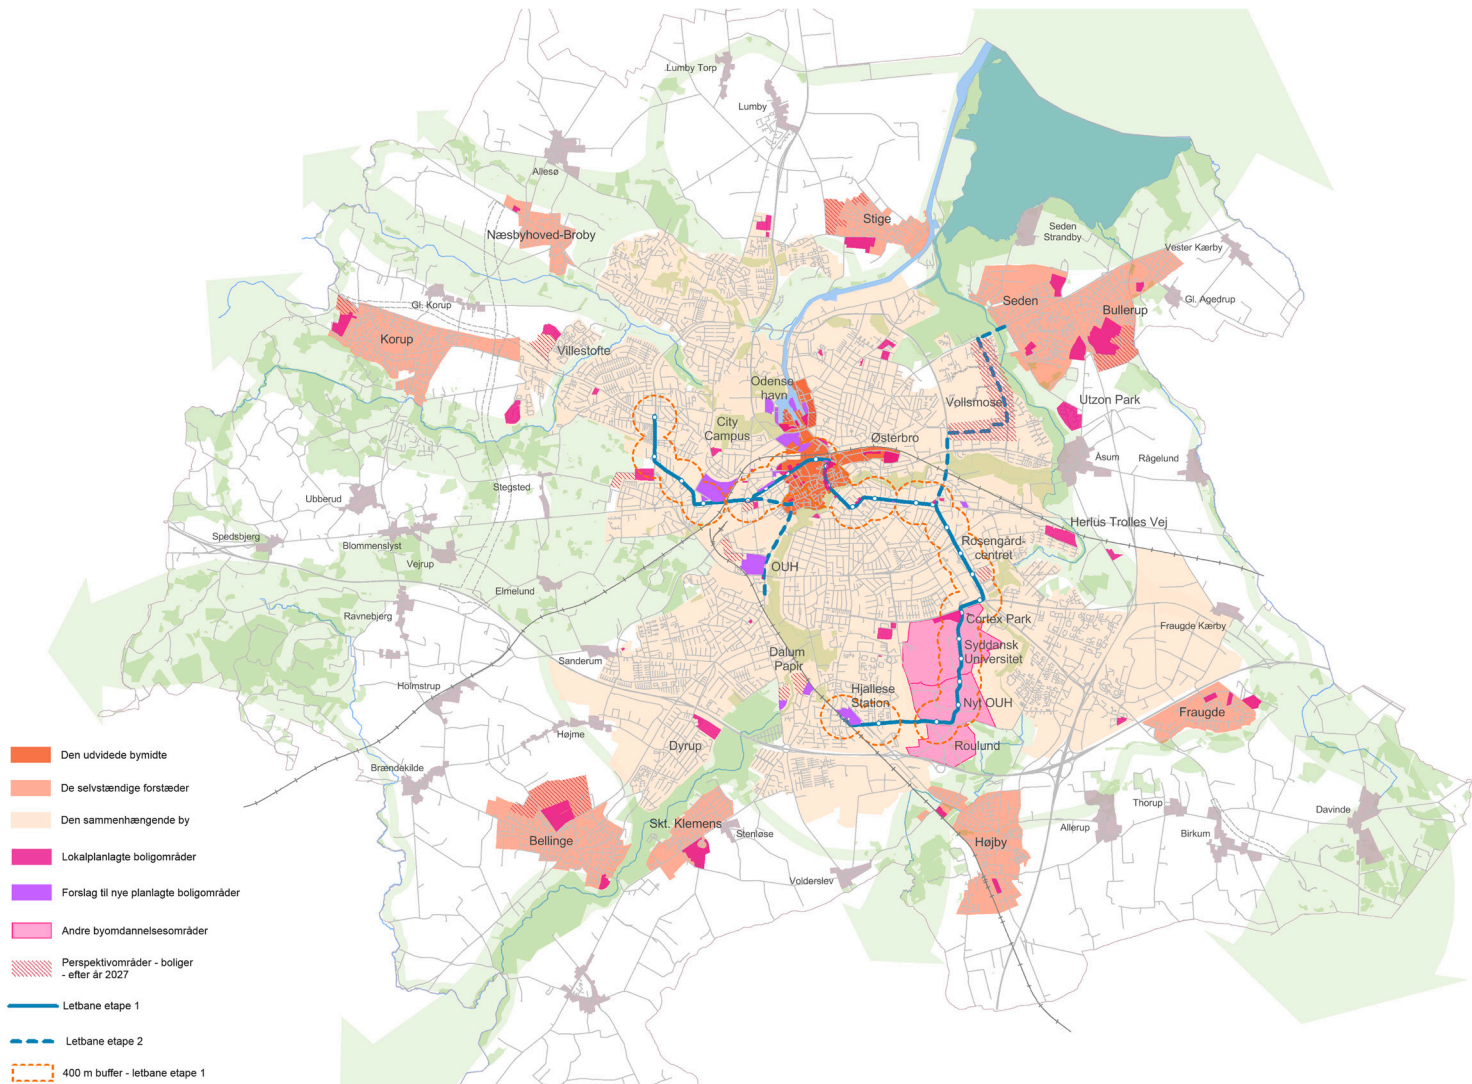 Lumby Torp
Lumby
Allesø
Stige
Næsbyhoved-Broby
Seden
Strandby
Vester Kærby
Gl. Agedrup
Seden
Bullerup
Gl. Korup
Korup
Villestofte
Odense
havn
City
Campus
Vollsmose
Utzon Park
Østerbro
Åsum
Rågelund
Ubberud
Stegsted
Spedsbjerg
Blommenslyst
Vejrup
Herlus Trolles Vej
Rosengård-
centret
OUH
Elmelund
Ravnebjerg
Cortex Park
Fraugde Kærby
Sanderum
Dalum
Papir
Syddansk
Universitet
Holmstrup
Hjallese
Station
Nyt OUH
Fraugde
Højme
Dyrup
Roulund
Brændekilde
Skt. Klemens
Stenløse
Bellinge
Højby
Allerup
Thorup
Birkum
Davinde
Volderslev
Den udvidede bymidte
De selvstændige forstæder
Den sammenhængende by
Lokalplanlagte boligområder
Forslag til nye planlagte boligområder
Andre byomdannelsesområder
Perspektivområder - boliger
- efter år 2027
Letbane etape 1
Letbane etape 2
400 m buffer - letbane etape 1